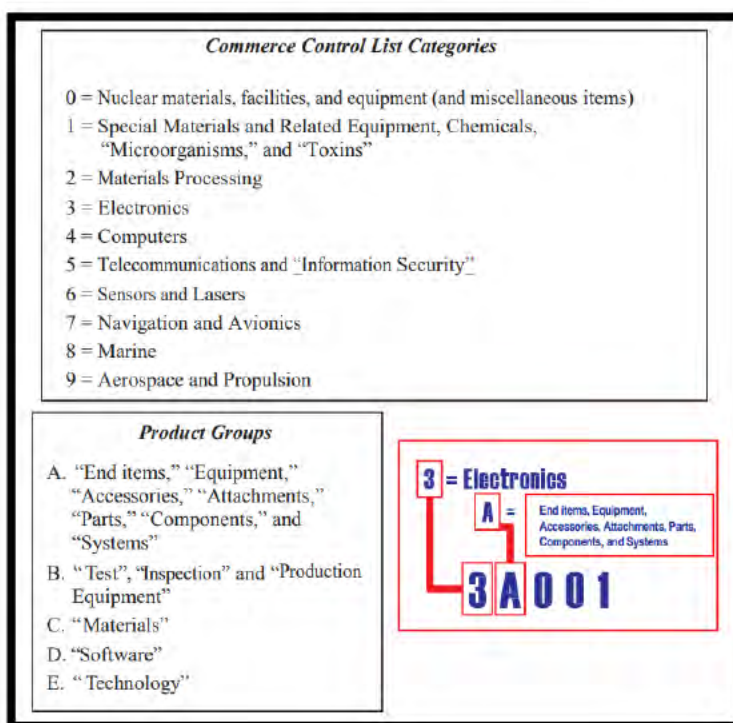 Commerce Control List Categories
0 = Nuclear materials, facilities, and equipment (and miscellaneous items)
1 = Special Materials and Related Equipment, Chemicals,
“Microorganisms,” and “Toxins”
2 = Materials Processing
3 = Electronics
4 = Computers
5 = Telecommunications and “Information Security”
6 = Sensors and Lasers
7 = Navigation and Avionics
8 = Marine
9 = Aerospace and Propulsion
Product Groups
A. “End items,” “Equipment,”
“Accessories,” “Attachments,”
“Parts,” “Components,” and
“Systems”
B. “Test”, “Inspection” and “Production
Equipment”
C. “Materials”
D. “Software”
E. “Technology”
3 = Electronics
A = End items, Equipment,
Accessories, Attachments, Parts,
Components, and Systems
3A001